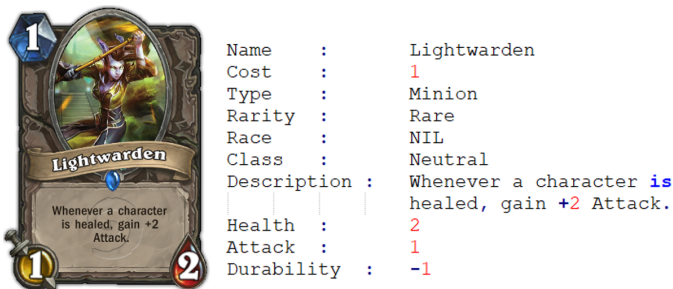 1
Lightwarden
Whenever a character
is healed, gain +2
Attack.
1
2
Name : Lightwarden
Cost : 1
Type : Minion
Rarity : Rare
Race : NIL
Class : Neutral
Description : Whenever a character is
healed, gain +2 Attack.
Health : 2
Attack : 1
Durability : -1